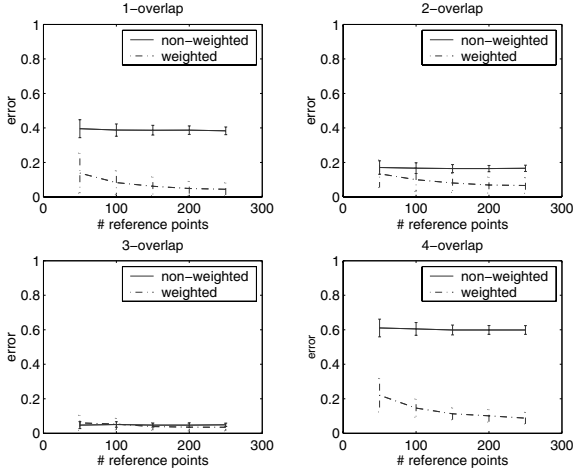 1−overlap
1
0.8
0.6
0.4
0.2
0
error
non−weighted
weighted
0
100
200
300
# reference points
2−overlap
1
0.8
0.6
0.4
0.2
0
error
non−weighted
weighted
0
100
200
300
# reference points
3−overlap
1
0.8
0.6
0.4
0.2
0
error
non−weighted
weighted
0
100
200
300
# reference points
4−overlap
1
0.8
0.6
0.4
0.2
0
error
non−weighted
weighted
0
100
200
300
# reference points